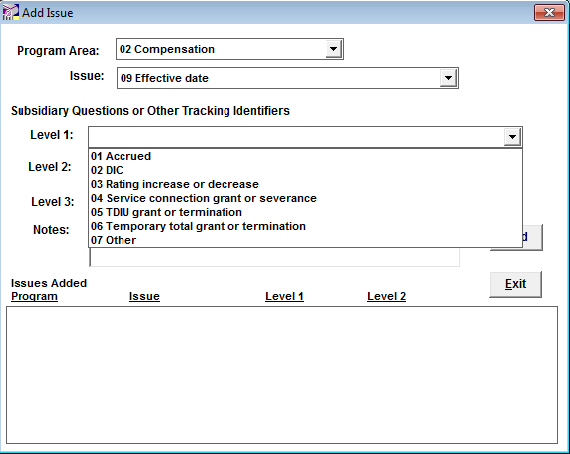 Add Issue
Program Area: 02 Compensation
Issue: 09 Effective date
Subsidiary Questions or Other Tracking Identifiers
Level 1:
01 Accrued
Level 2: 02 DIC
03 Rating increase or decrease
Level 3: 04 Service connection grant or severance
05 TDIU grant or termination
Notes: 06 Temporary total grant or termination
07 Other
d
Exit
Issues Added
Program Issue Level 1 Level 2